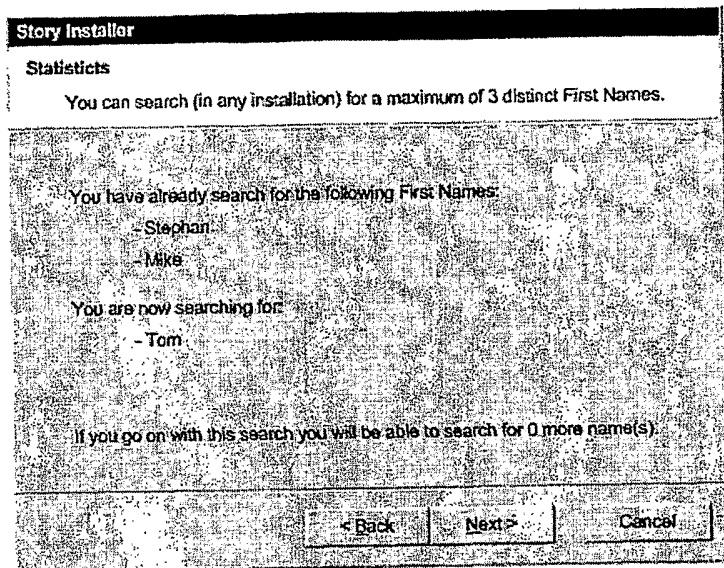 Story Installer
Statisticts
You can search (in any installation) for a maximum of 3 distinct First Names.
You have already search for the following First Names:
- Stephan
- Mike
You are now searching for:
- Tom
If you go on with this search you will be able to search for 0 more name(s).
< Back
Next >
Cancel